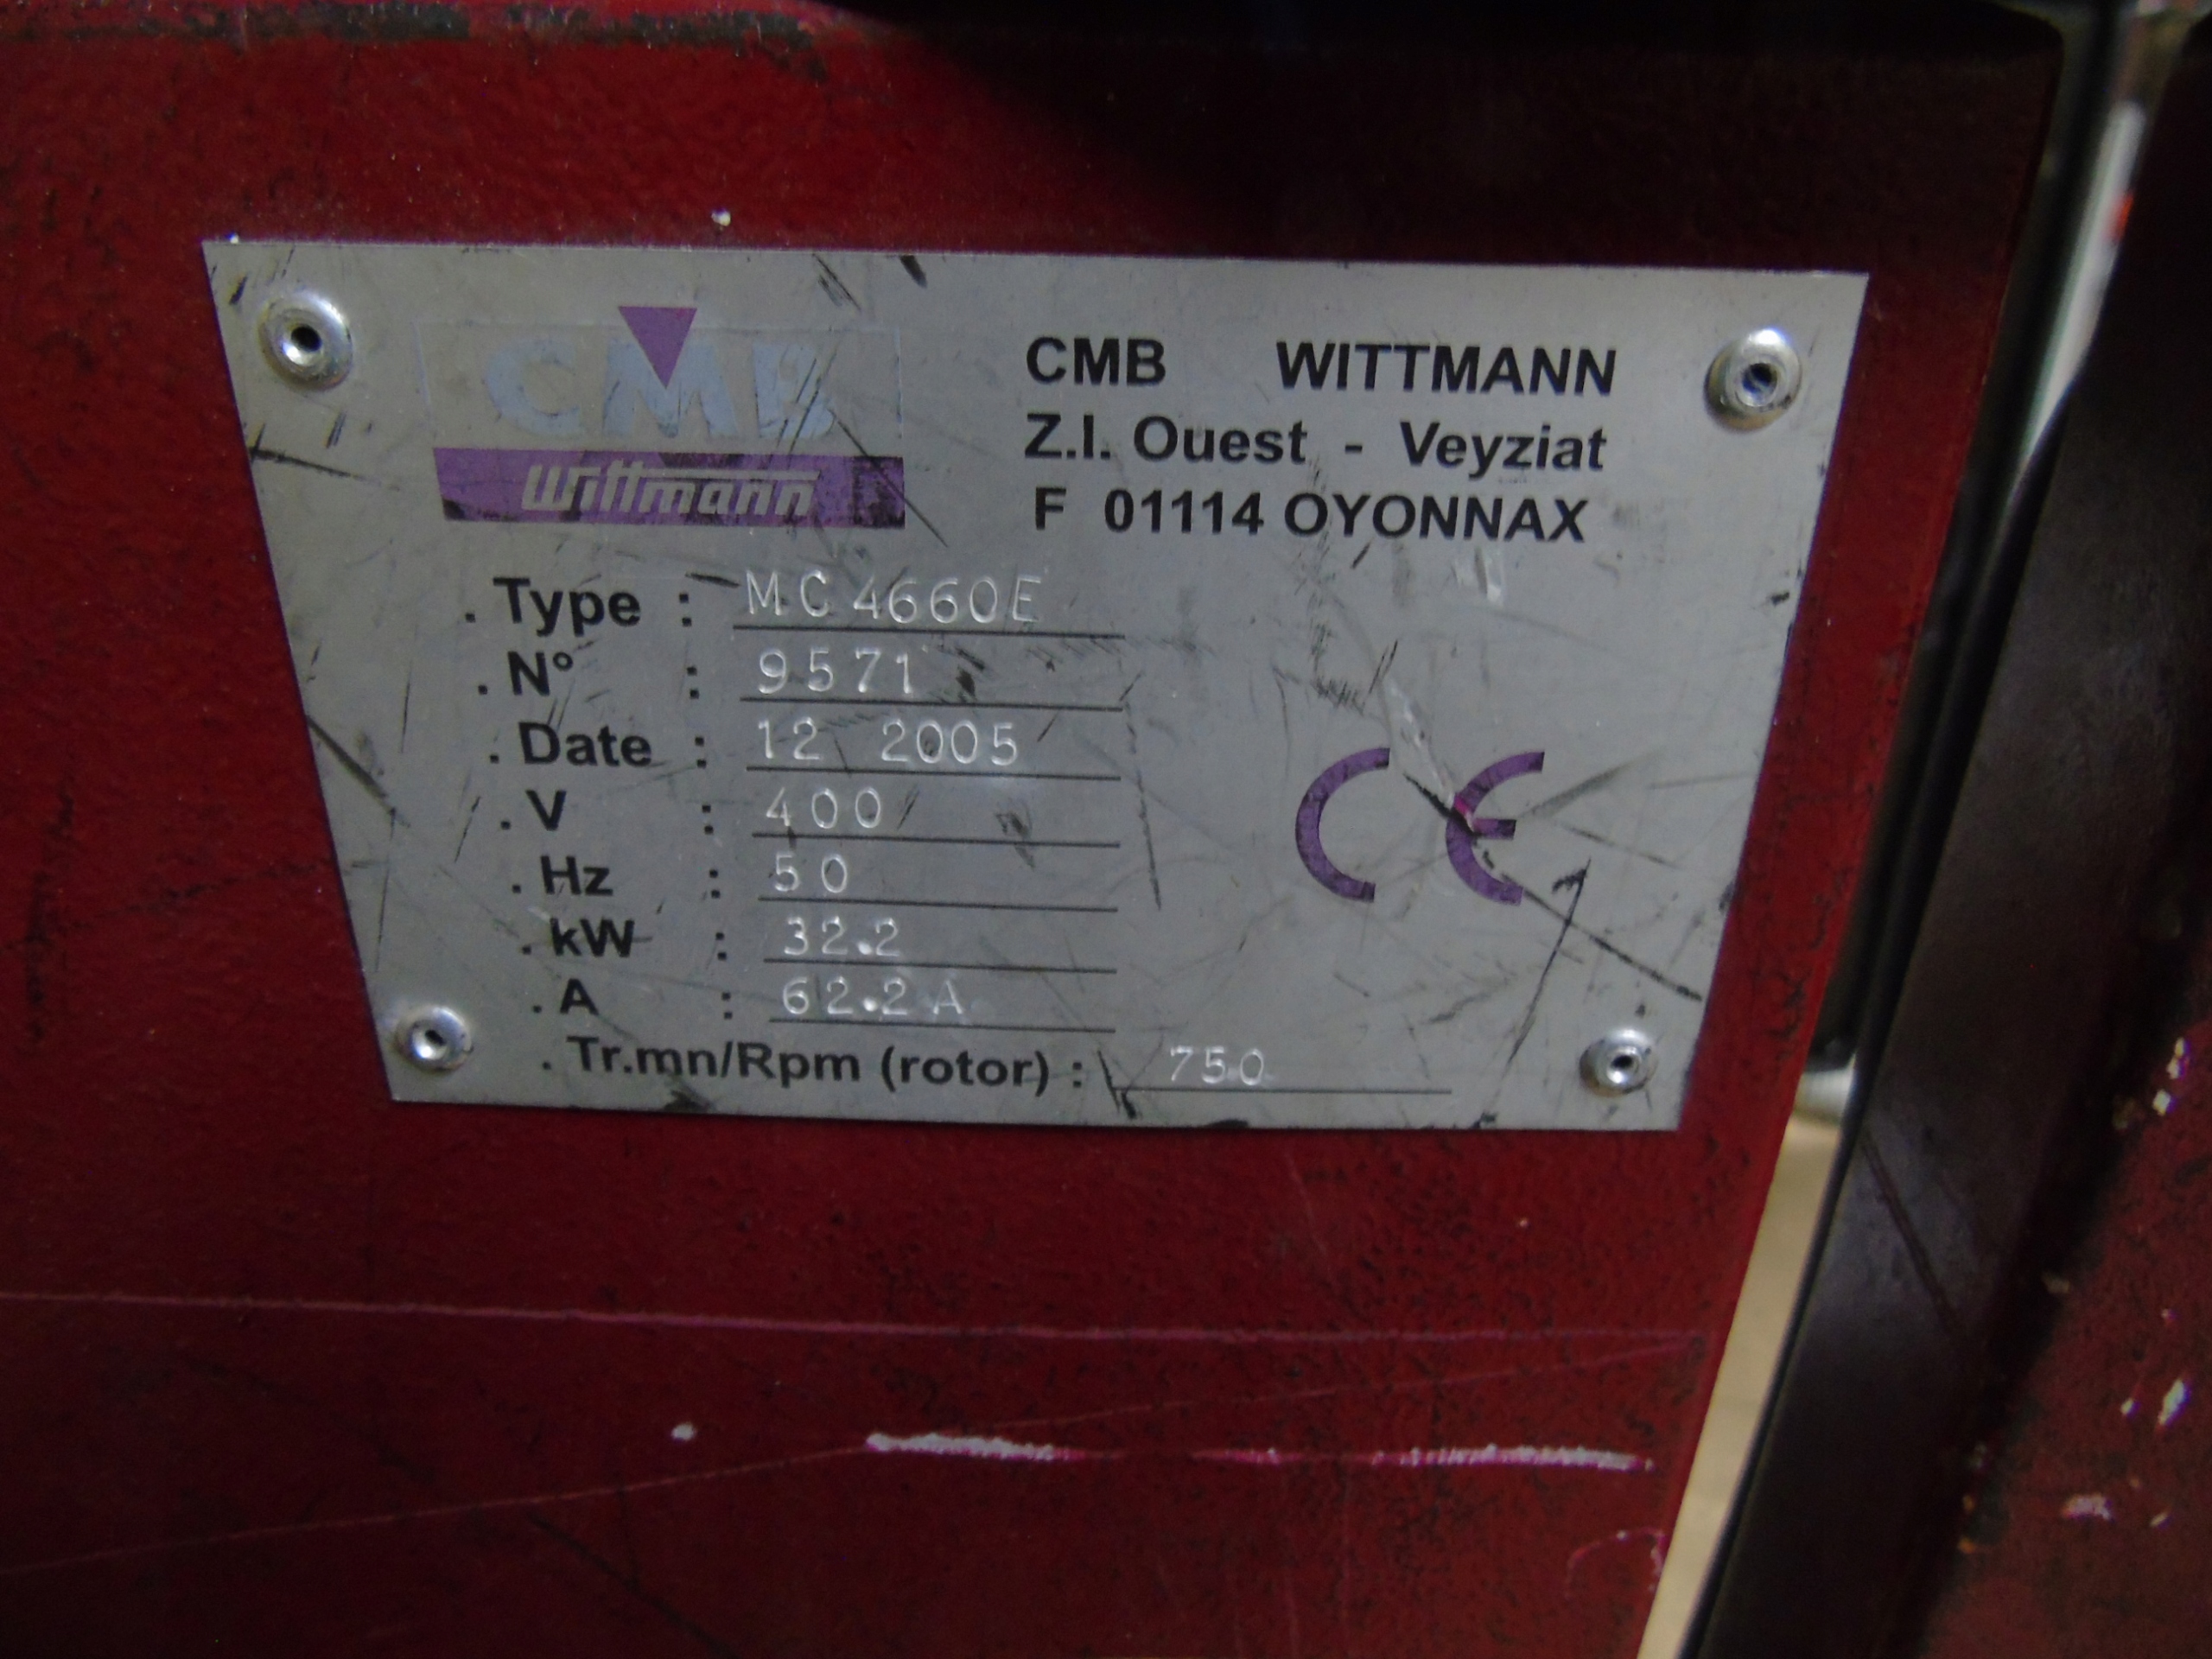 CMB
Wittmann
CMB WITTMANN
Z.I. Ouest - Veyziat
F 01114 OYONNAX
. Type : MC 4660E
. N° : 9571
. Date : 12 2005
. V : 400
. Hz : 50
. kW : 32.2
. A : 62.2 A
. Tr.mn/Rpm (rotor) : 750
CE